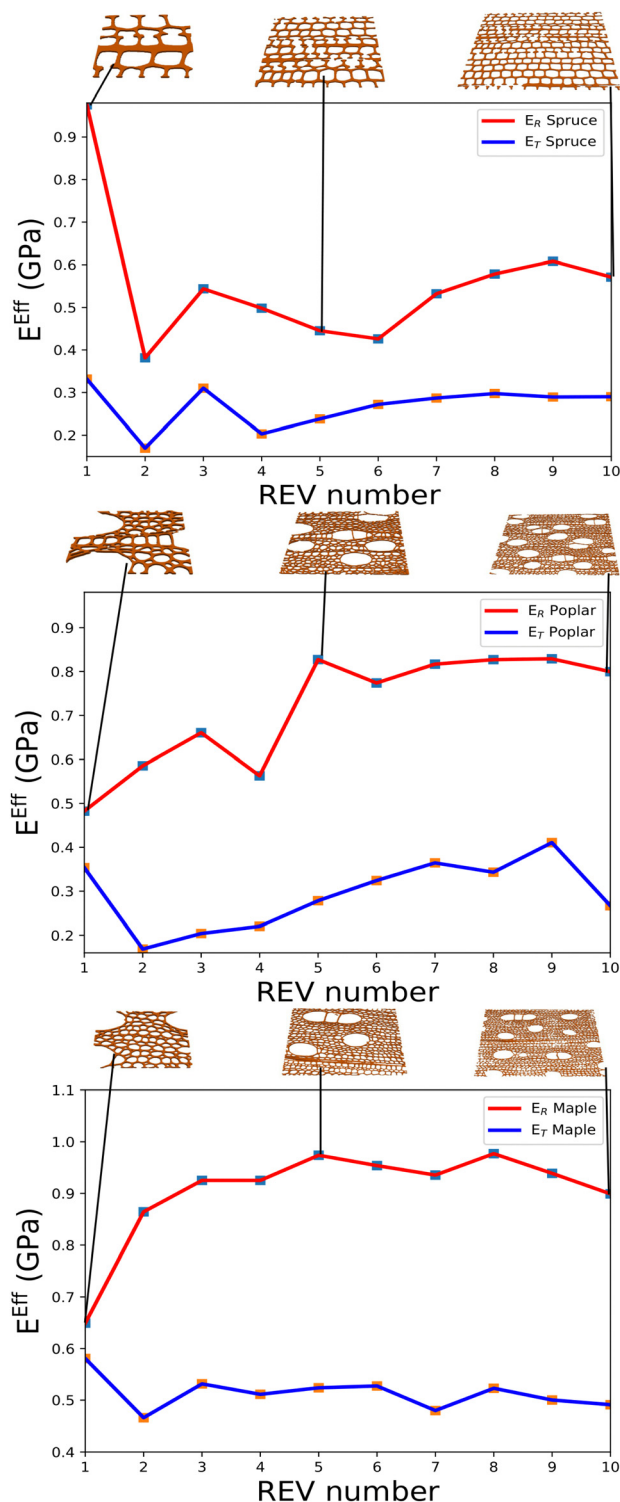 E_R Spruce
E_T Spruce
E^Eff (GPa)
0.9
0.8
0.7
0.6
0.5
0.4
0.3
0.2
1 2 3 4 5 6 7 8 9 10
REV number
E_R Poplar
E_T Poplar
E^Eff (GPa)
0.9
0.8
0.7
0.6
0.5
0.4
0.3
0.2
1 2 3 4 5 6 7 8 9 10
REV number
E_R Maple
E_T Maple
E^Eff (GPa)
1.1
1.0
0.9
0.8
0.7
0.6
0.5
0.4
1 2 3 4 5 6 7 8 9 10
REV number